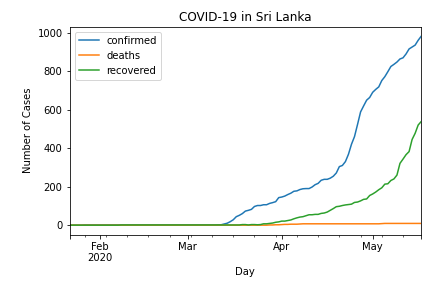 COVID-19 in Sri Lanka
confirmed
deaths
recovered
Number of Cases
1000
800
600
400
200
0
Feb Mar Apr May
2020
Day